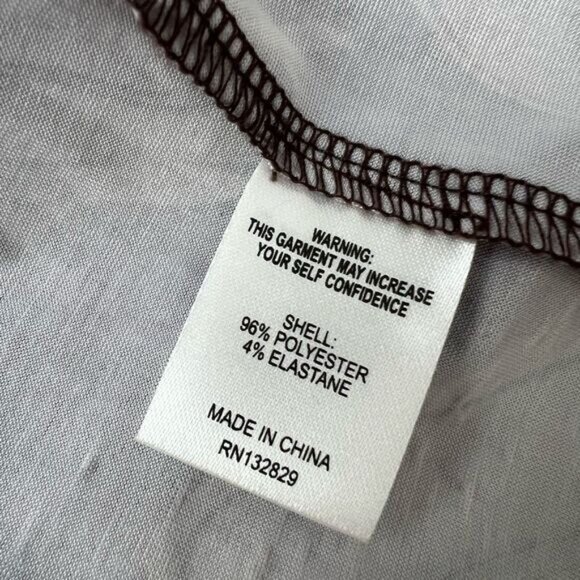 WARNING:
THIS GARMENT MAY INCREASE
YOUR SELF CONFIDENCE
SHELL:
96% POLYESTER
4% ELASTANE
MADE IN CHINA
RN132829